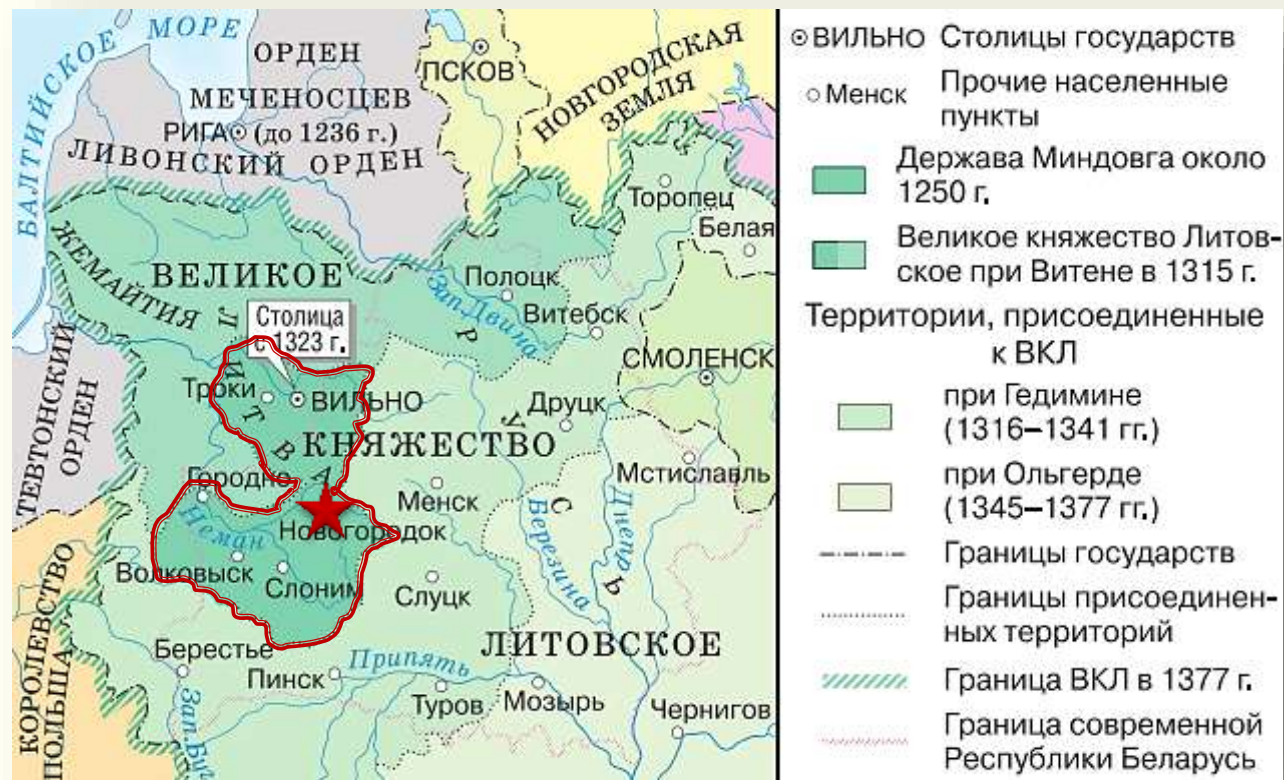 БАЛТИЙСКОЕ МОРЕ
ОРДЕН
МЕЧЕНОСЦЕВ
РИГА (до 1236 г.)
ЛИВОНСКИЙ ОРДЕН
ПСКОВ
НОВГОРОДСКАЯ
ЗЕМЛЯ
Торопец
Белая
ЖЕМАЙТИЯ
ВЕЛИКОЕ
Полоцк
Зап.Двина
Витебск
Столица
с 1323 г.
ЛИТВА
РУСЬ
СМОЛЕНСК
Троки
ВИЛЬНО
Друцк
КНЯЖЕСТВО
ТЕВТОНСКИЙ
ОРДЕН
Городно
Менск
Мстиславль
Неман
Новогородок
Березина
Днепр
Волковыск
Слоним
Слуцк
КОРОЛЕВСТВО
ПОЛЬША
ЛИТОВСКОЕ
Берестье
Припять
Пинск
Туров
Мозырь
Чернигов
Зап.Буг
ВИЛЬНО Столицы государств
Менск Прочие населенные
пункты
Держава Миндовга около
1250 г.
Великое княжество Литов-
ское при Витене в 1315 г.
Территории, присоединенные
к ВКЛ
при Гедимине
(1316–1341 гг.)
при Ольгерде
(1345–1377 гг.)
Границы государств
Границы присоединен-
ных территорий
Граница ВКЛ в 1377 г.
Граница современной
Республики Беларусь